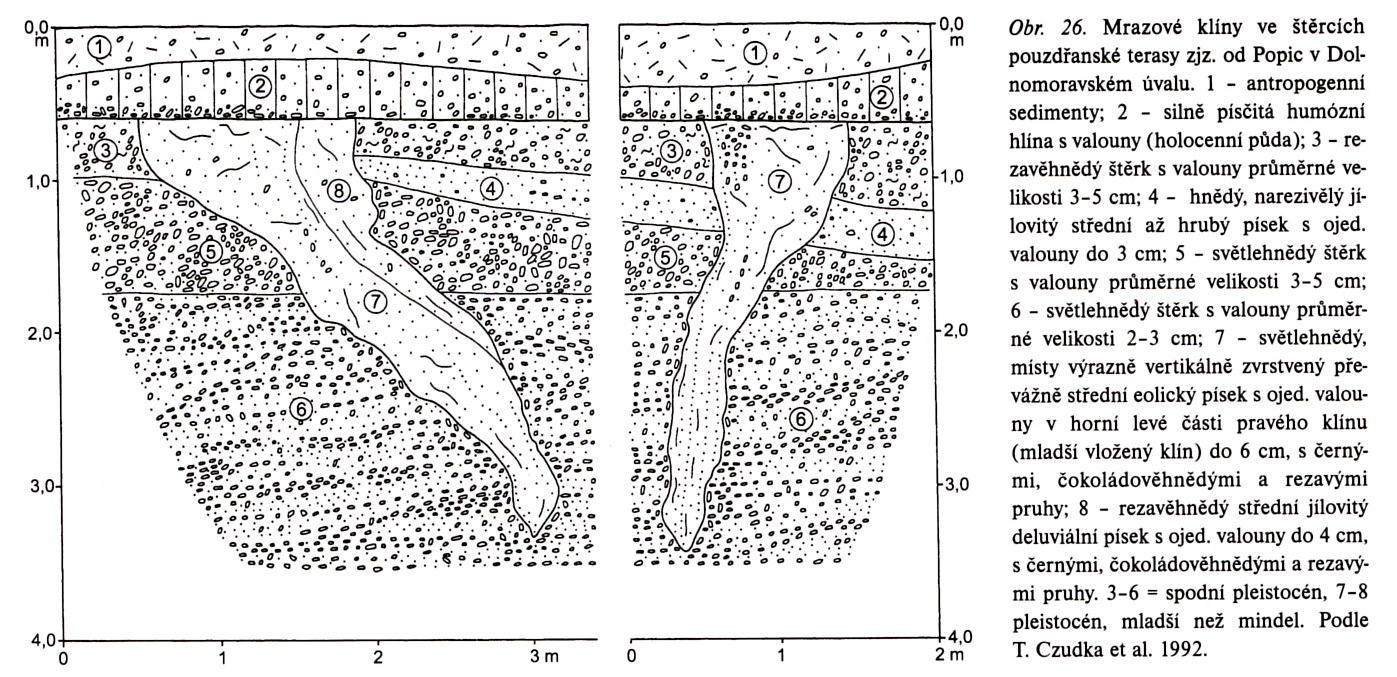 0,0
m
1,0
2,0
3,0
4,0
0
1
2
3 m
1
2
3
4
5
6
7
8
0,0
m
1,0
2,0
3,0
4,0
0
1
2 m
1
2
3
4
5
6
7
Obr. 26. Mrazové klíny ve štěrcích
pouzdřanské terasy zjz. od Popic v Dol-
nomoravském úvalu. 1 – antropogenní
sedimenty; 2 – silně písčitá humózní
hlína s valouny (holocenní půda); 3 – re-
zavěhnědý štěrk s valouny průměrné ve-
likosti 3–5 cm; 4 – hnědý, narezivělý jí-
lovitý střední až hrubý písek s ojed.
valouny do 3 cm; 5 – světlehnědý štěrk
s valouny průměrné velikosti 3–5 cm;
6 – světlehnědý štěrk s valouny průměr-
né velikosti 2–3 cm; 7 – světlehnědý,
místy výrazně vertikálně zvrstvený pře-
vážně střední eolický písek s ojed. valou-
ny v horní levé části pravého klínu
(mladší vložený klín) do 6 cm, s černý-
mi, čokoládověhnědými a rezavými
pruhy; 8 – rezavěhnědý střední jílovitý
deluviální písek s ojed. valouny do 4 cm,
s černými, čokoládověhnědými a rezavý-
mi pruhy. 3–6 = spodní pleistocén, 7–8
pleistocén, mladší než mindel. Podle
T. Czudka et al. 1992.